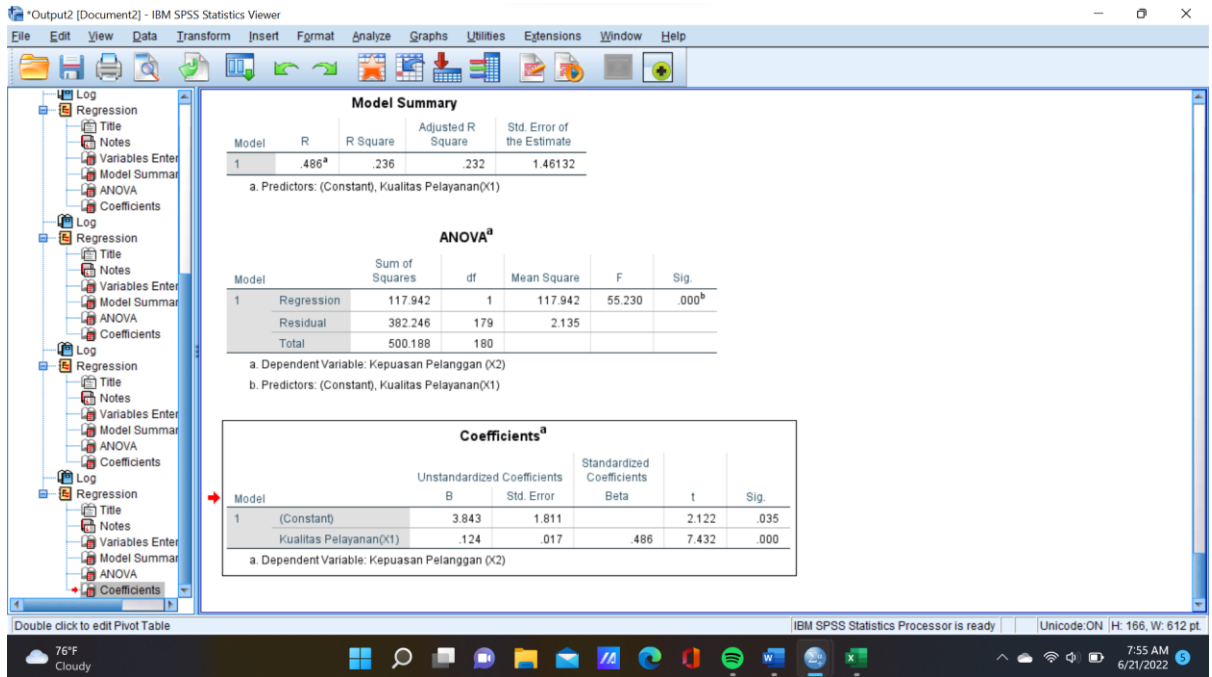 *Output2 [Document2] - IBM SPSS Statistics Viewer
File Edit View Data Transform Insert Format Analyze Graphs Utilities Extensions Window Help
Log
Regression
Title
Notes
Variables Enter
Model Summar
ANOVA
Coefficients
Log
Regression
Title
Notes
Variables Enter
Model Summar
ANOVA
Coefficients
Log
Regression
Title
Notes
Variables Enter
Model Summar
ANOVA
Coefficients
Log
Regression
Title
Notes
Variables Enter
Model Summar
ANOVA
Coefficients
Model Summary
Model R R Square Adjusted R Square Std. Error of the Estimate
1 .486a .236 .232 1.46132
a. Predictors: (Constant), Kualitas Pelayanan(X1)
ANOVAa
Model Sum of Squares df Mean Square F Sig.
1 Regression 117.942 1 117.942 55.230 .000b
Residual 382.246 179 2.135
Total 500.188 180
a. Dependent Variable: Kepuasan Pelanggan (X2)
b. Predictors: (Constant), Kualitas Pelayanan(X1)
Coefficientsa
Unstandardized Coefficients Standardized Coefficients
Model B Std. Error Beta t Sig.
1 (Constant) 3.843 1.811 2.122 .035
Kualitas Pelayanan(X1) .124 .017 .486 7.432 .000
a. Dependent Variable: Kepuasan Pelanggan (X2)
Double click to edit Pivot Table
IBM SPSS Statistics Processor is ready
Unicode:ON H: 166, W: 612 pt.
76°F
Cloudy
7:55 AM
6/21/2022
5